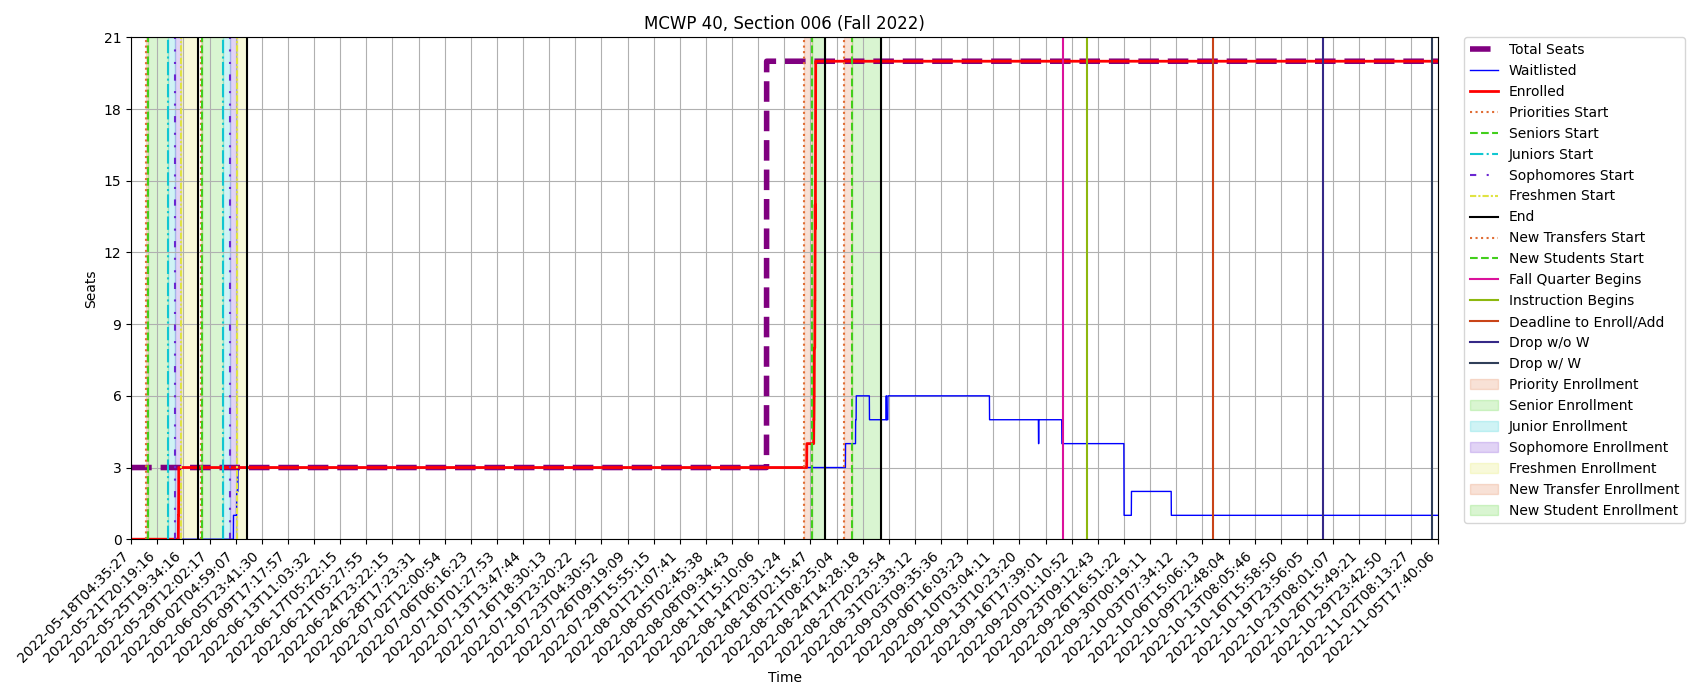 MCWP 40, Section 006 (Fall 2022)
21
18
15
12
9
6
3
0
Seats
2022-05-18T04:35:27
2022-05-21T20:19:16
2022-05-25T19:34:16
2022-05-29T12:02:17
2022-06-02T04:59:07
2022-06-05T23:41:30
2022-06-09T17:17:57
2022-06-13T11:03:32
2022-06-17T05:22:15
2022-06-21T05:27:55
2022-06-24T23:22:15
2022-06-28T17:23:31
2022-07-02T12:00:54
2022-07-06T06:16:23
2022-07-10T01:27:53
2022-07-13T13:47:44
2022-07-16T18:30:13
2022-07-19T23:20:22
2022-07-23T04:30:52
2022-07-26T09:19:09
2022-07-29T15:55:15
2022-08-01T21:07:41
2022-08-05T02:45:38
2022-08-08T09:34:43
2022-08-11T15:10:06
2022-08-14T20:31:24
2022-08-18T02:15:47
2022-08-21T08:25:04
2022-08-24T14:28:18
2022-08-27T20:23:54
2022-08-31T02:33:12
2022-09-03T09:35:36
2022-09-06T16:03:23
2022-09-10T03:04:11
2022-09-13T10:23:20
2022-09-16T17:39:01
2022-09-20T01:10:52
2022-09-23T09:12:43
2022-09-26T16:51:22
2022-09-30T00:19:11
2022-10-03T07:34:12
2022-10-06T15:06:13
2022-10-09T22:48:04
2022-10-13T08:05:46
2022-10-16T15:58:50
2022-10-19T23:56:05
2022-10-23T08:01:07
2022-10-26T15:49:21
2022-10-29T23:42:50
2022-11-02T08:13:27
2022-11-05T17:40:06
Time
Total Seats
Waitlisted
Enrolled
Priorities Start
Seniors Start
Juniors Start
Sophomores Start
Freshmen Start
End
New Transfers Start
New Students Start
Fall Quarter Begins
Instruction Begins
Deadline to Enroll/Add
Drop w/o W
Drop w/ W
Priority Enrollment
Senior Enrollment
Junior Enrollment
Sophomore Enrollment
Freshmen Enrollment
New Transfer Enrollment
New Student Enrollment